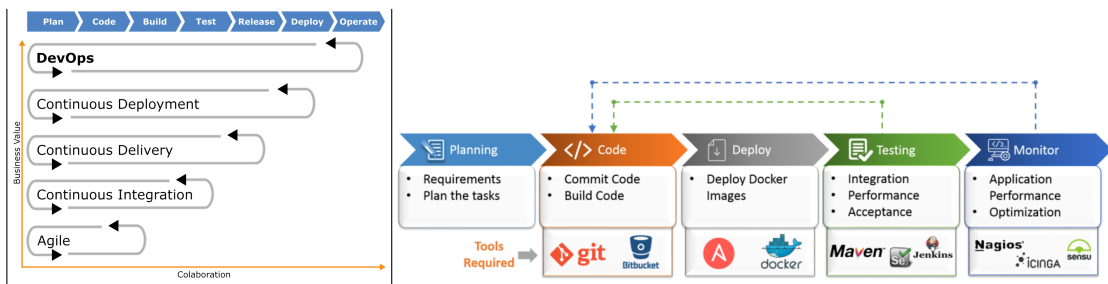 Plan Code Build Test Release Deploy Operate
DevOps
Continuous Deployment
Continuous Delivery
Continuous Integration
Agile
Business Value
Colaboration
Planning
Requirements
Plan the tasks
</> Code
Commit Code
Build Code
Deploy
Deploy Docker
Images
Testing
Integration
Performance
Acceptance
Monitor
Application
Performance
Optimization
Tools
Required
git
Bitbucket
A
docker
Maven
Se
Jenkins
Nagios
iCINGA
sensu